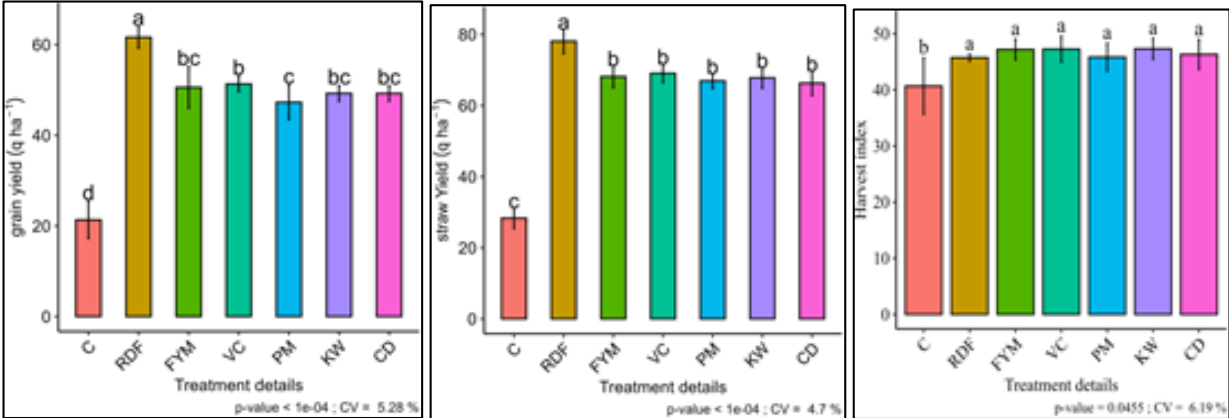 grain yield (q ha⁻¹)
60
40
20
0
d
a
bc
b
c
bc
bc
C
RDF
FYM
VC
PM
KW
CD
Treatment details
p-value < 1e-04 ; CV = 5.28 %
straw Yield (q ha⁻¹)
80
60
40
20
0
c
a
b
b
b
b
b
C
RDF
FYM
VC
PM
KW
CD
Treatment details
p-value < 1e-04 ; CV = 4.7 %
Harvest index
50
40
30
20
10
0
b
a
a
a
a
a
a
C
RDF
FYM
VC
PM
KW
CD
Treatment details
p-value = 0.0455 ; CV = 6.19 %